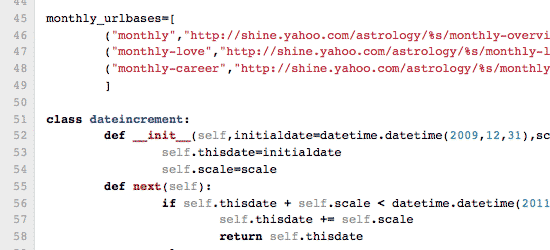 44
45 monthly_urlbases=[
46 ("monthly","http://shine.yahoo.com/astrology/%s/monthly-overvi
47 ("monthly-love","http://shine.yahoo.com/astrology/%s/monthly-l
48 ("monthly-career","http://shine.yahoo.com/astrology/%s/monthly
49 ]
50
51 class dateincrement:
52 def __init__(self,initialdate=datetime.datetime(2009,12,31),sc
53 self.thisdate=initialdate
54 self.scale=scale
55 def next(self):
56 if self.thisdate + self.scale < datetime.datetime(2011
57 self.thisdate += self.scale
58 return self.thisdate